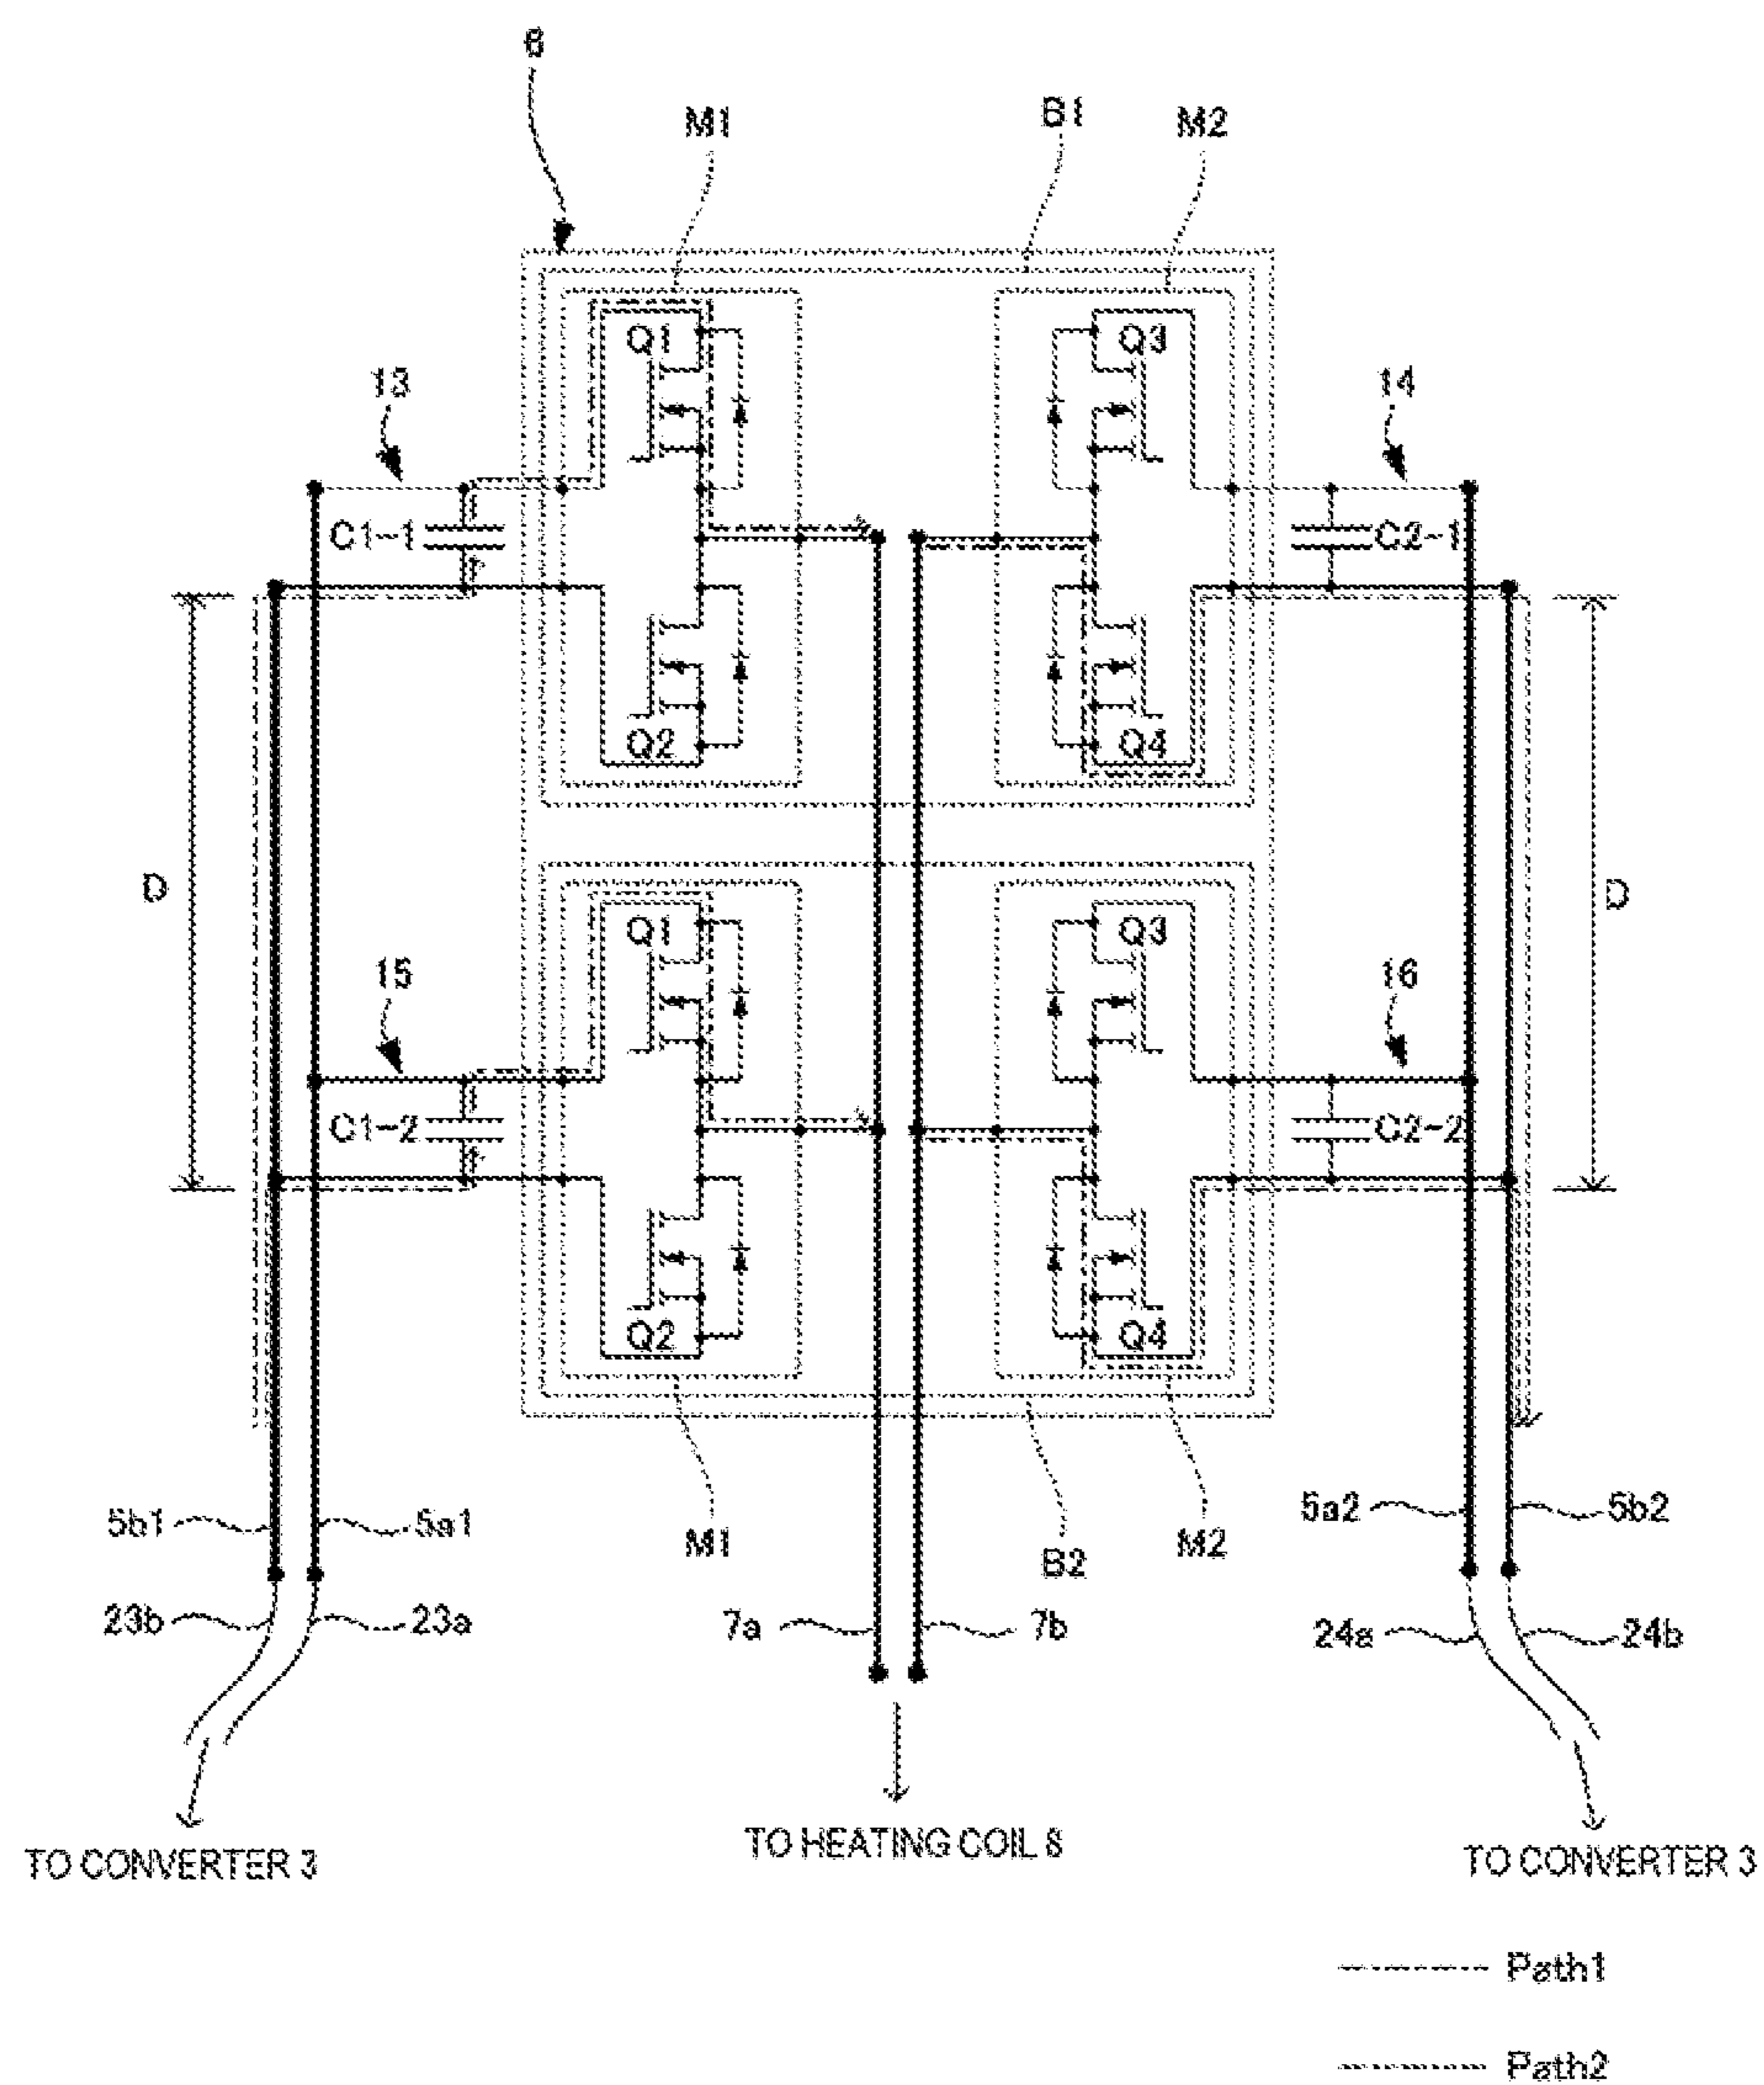 6
M1
B1
M2
Q1
Q3
13
14
C1-1
C2-1
Q2
Q4
D
D
Q1
Q3
15
16
C1-2
C2-2
Q2
Q4
5b1
5a1
M1
B2
M2
5a2
5b2
23b
23a
7a
7b
24a
24b
TO CONVERTER 3
TO HEATING COIL 8
TO CONVERTER 3
Path1
Path2